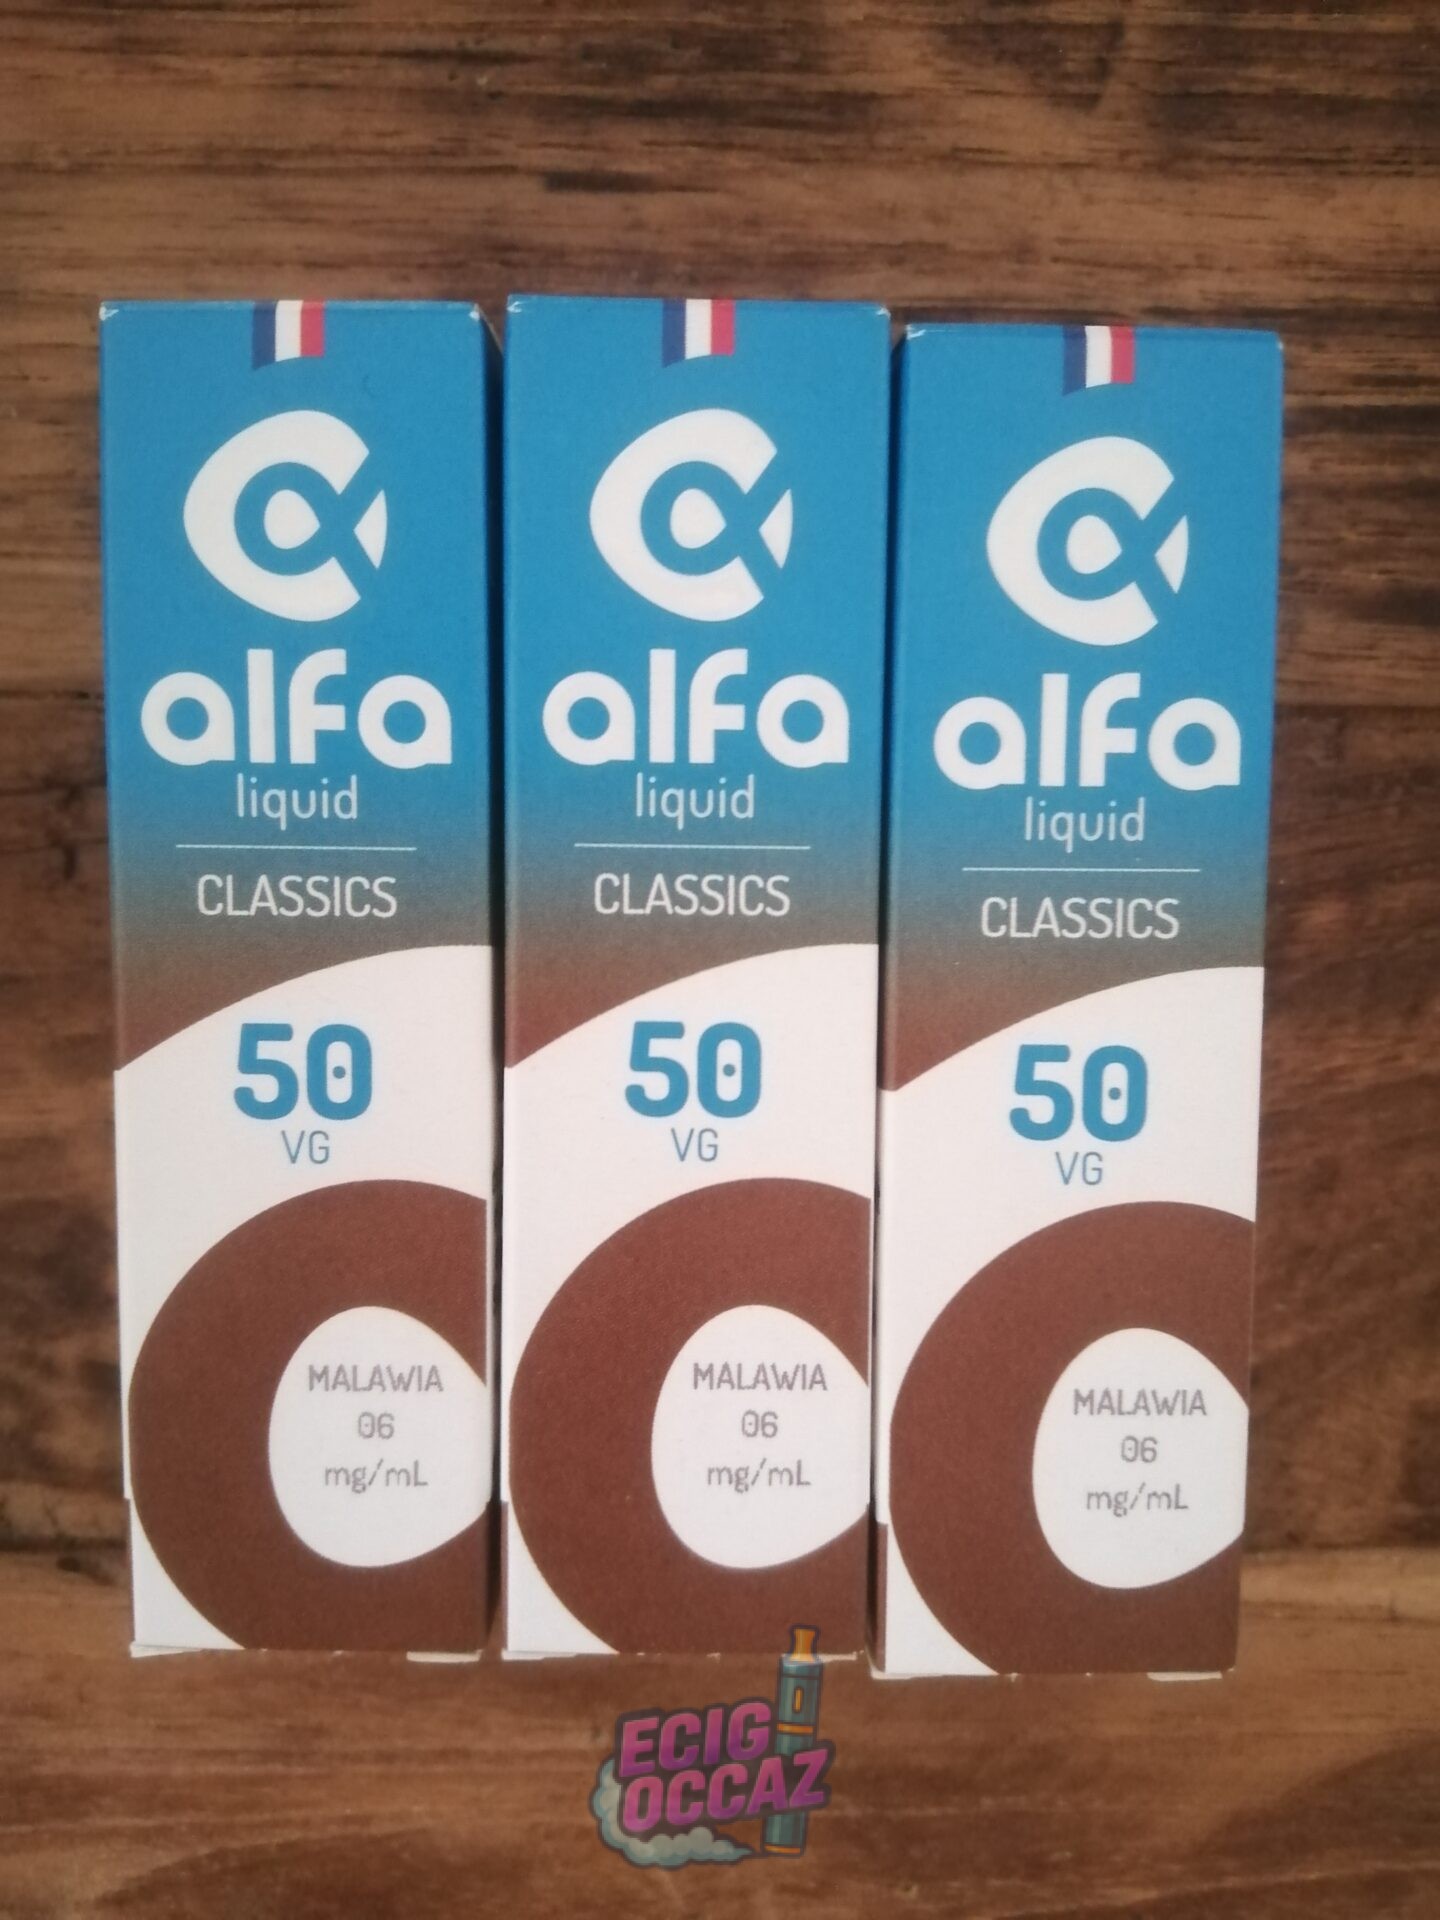 alfa
liquid
CLASSICS
50
VG
MALAWIA
06
mg/mL
alfa
liquid
CLASSICS
50
VG
MALAWIA
06
mg/mL
alfa
liquid
CLASSICS
50
VG
MALAWIA
06
mg/mL
ECIG
OCCAZ